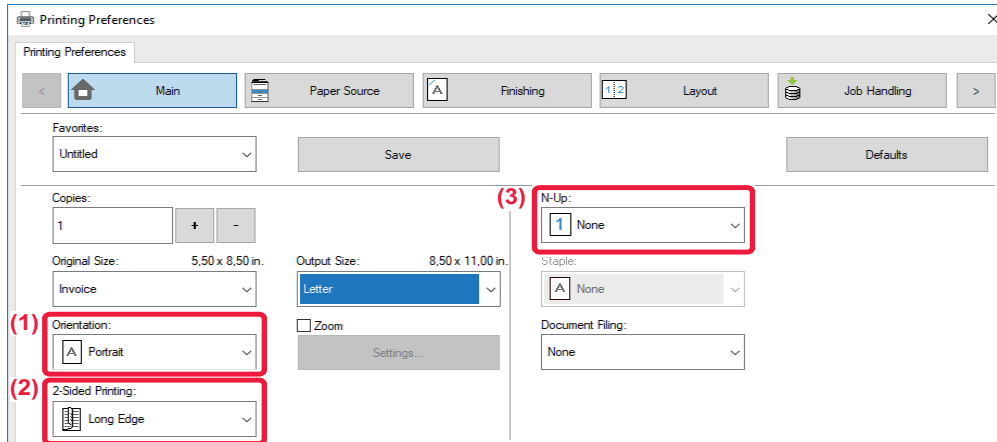 Printing Preferences
Printing Preferences
< Main Paper Source A Finishing 1 2 Layout Job Handling >
Favorites:
Untitled Save Defaults
Copies: (3) N-Up:
1 + - 1 None
Original Size: 5,50 x 8,50 in. Output Size: 8,50 x 11,00 in. Staple:
Invoice Letter A None
(1) Orientation: Zoom Document Filing:
A Portrait Settings... None
(2) 2-Sided Printing:
Long Edge